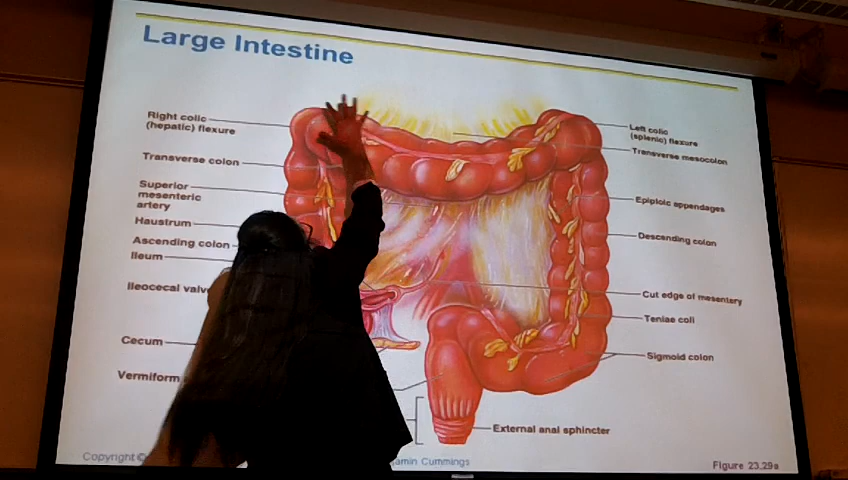 Large Intestine
Right colic
(hepatic) flexure
Transverse colon
Superior
mesenteric
artery
Haustrum
Ascending colon
Ileum
Ileocecal valve
Cecum
Vermiform
Left colic
(splenic) flexure
Transverse mesocolon
Epiploic appendages
Descending colon
Cut edge of mesentery
Teniae coli
Sigmoid colon
External anal sphincter
Copyright ©
Cummings
Figure 23.29a